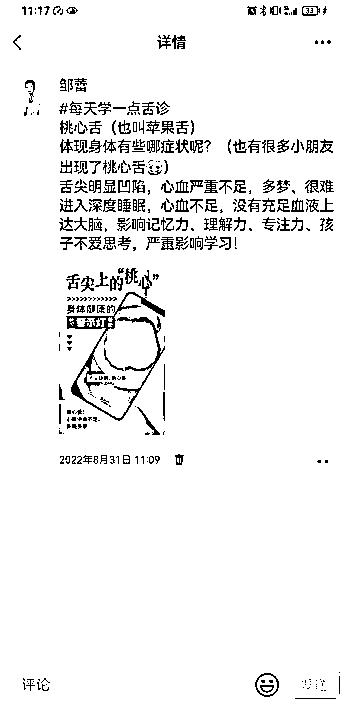 11:17
33
详情
邹蕾
#每天学一点舌诊
桃心舌（也叫苹果舌）
体现身体有些哪症状呢？（也有很多小朋友
出现了桃心舌）
舌尖明显凹陷，心血严重不足，多梦、很难
进入深度睡眠，心血不足，没有充足血液上
达大脑，影响记忆力、理解力、专注力、孩
子不爱思考，严重影响学习！
舌尖上的“桃心”
身体健康的
2022年8月31日 11:09
评论
发送